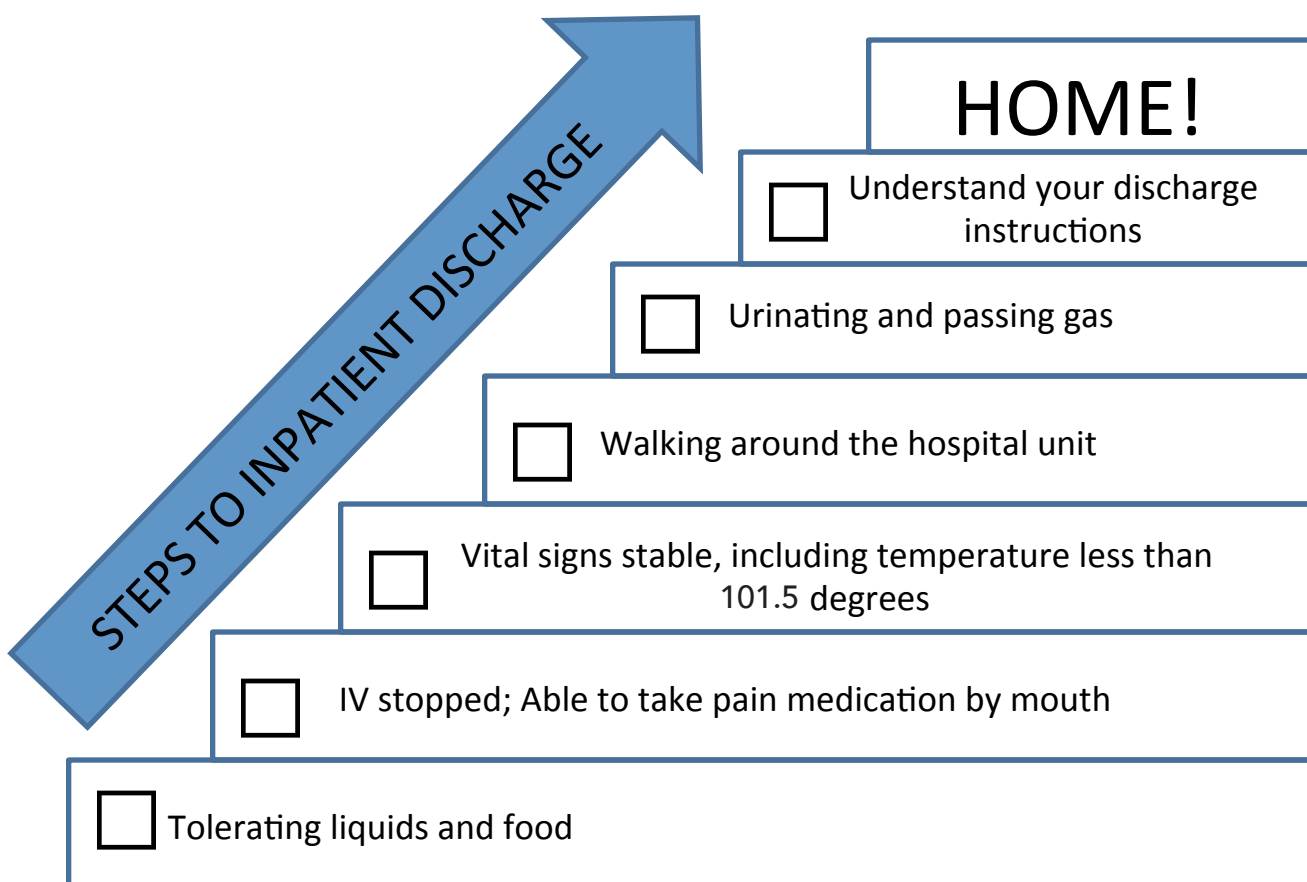 STEPS TO INPATIENT DISCHARGE
HOME!
Understand your discharge
instructions
Urinating and passing gas
Walking around the hospital unit
Vital signs stable, including temperature less than
101.5 degrees
IV stopped; Able to take pain medication by mouth
Tolerating liquids and food